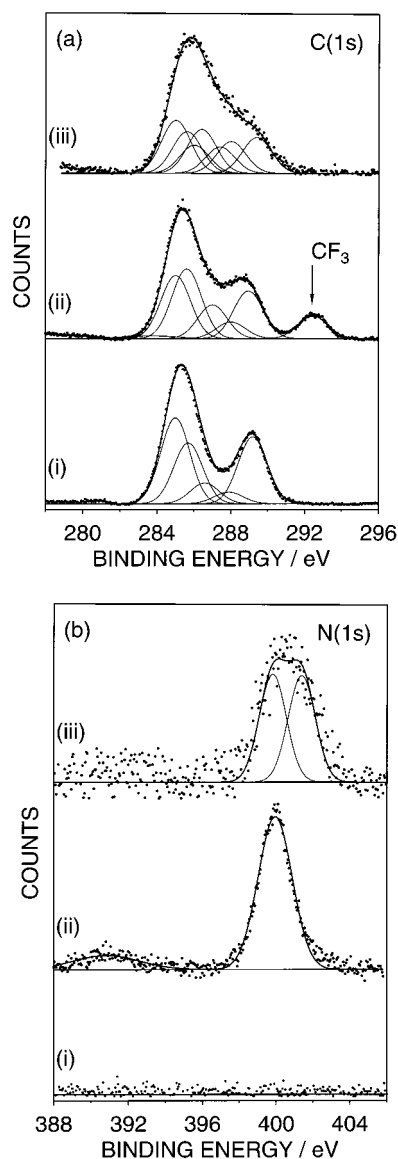 (a) C(1s)
(iii)
CF₃
(ii)
(i)
COUNTS
280 284 288 292 296
BINDING ENERGY / eV
(b) N(1s)
(iii)
(ii)
(i)
COUNTS
388 392 396 400 404
BINDING ENERGY / eV